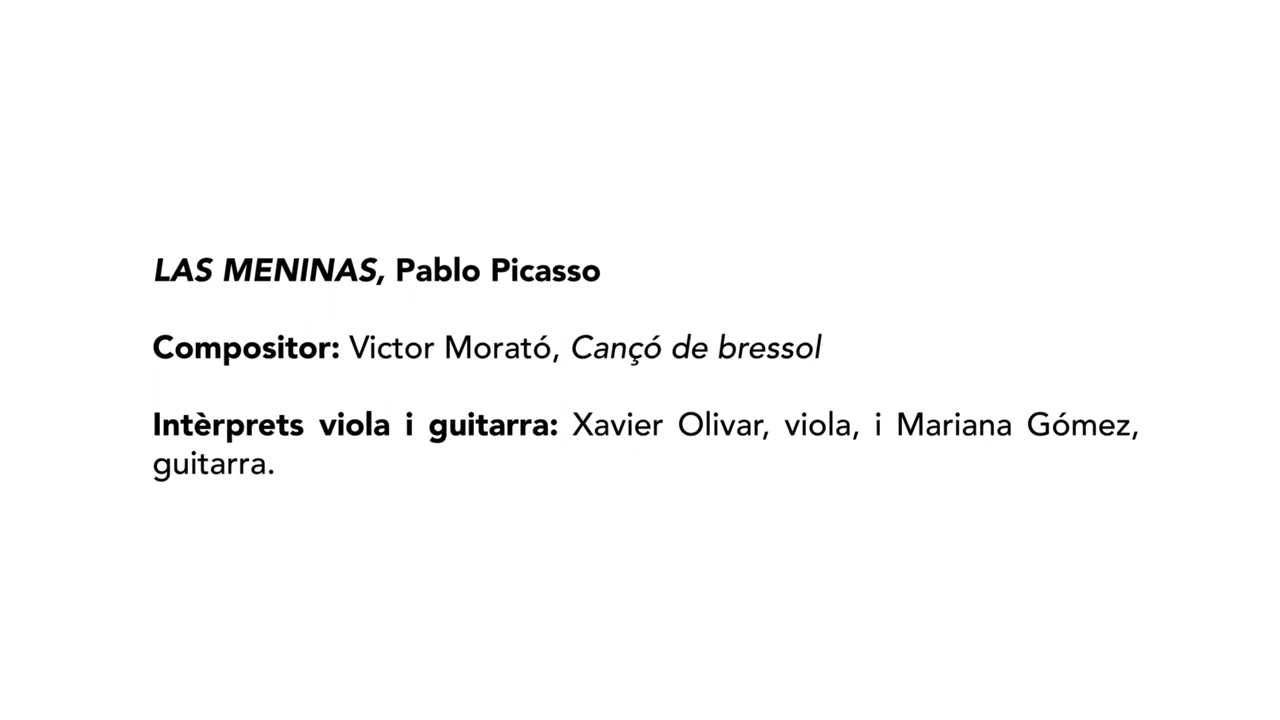 LAS MENINAS, Pablo Picasso
Compositor: Victor Morató, Cançó de bressol
Intèrprets viola i guitarra: Xavier Olivar, viola, i Mariana Gómez,
guitarra.